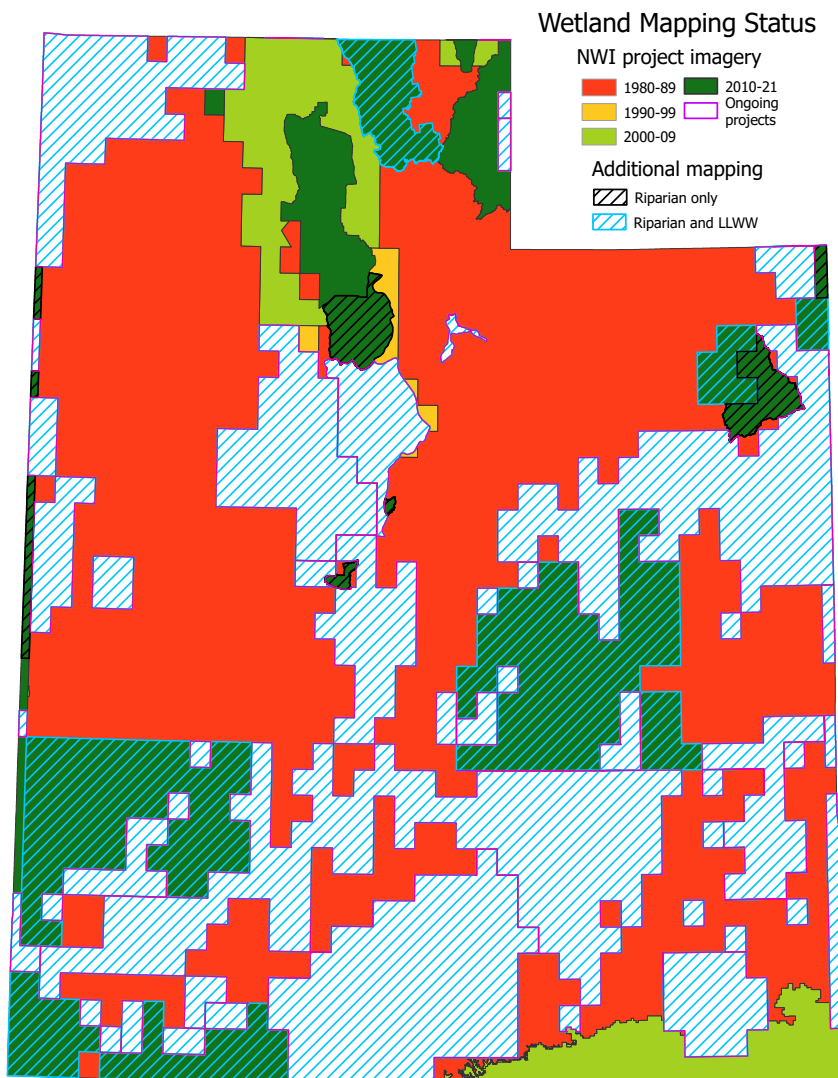 Wetland Mapping Status
NWI project imagery
1980-89
1990-99
2000-09
2010-21
Ongoing
projects
Additional mapping
Riparian only
Riparian and LLWW